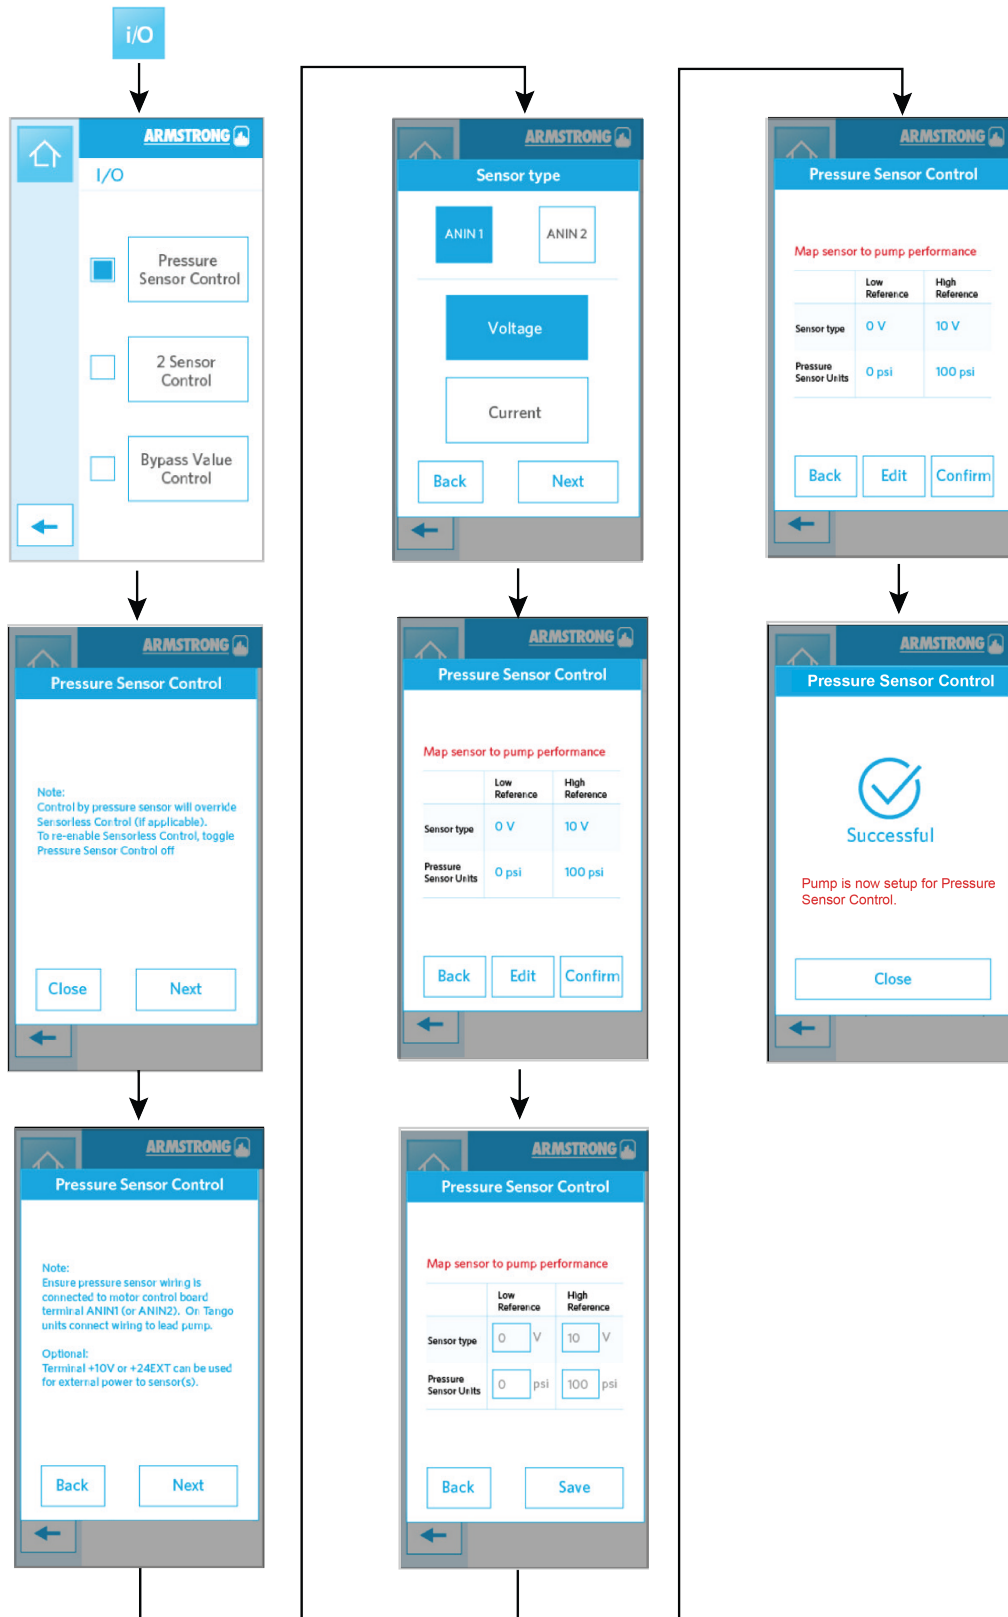 i/O
ARMSTRONG
I/O
Pressure
Sensor Control
2 Sensor
Control
Bypass Value
Control
ARMSTRONG
Pressure Sensor Control
Note:
Control by pressure sensor will override
Sensorless Control (if applicable).
To re-enable Sensorless Control, toggle
Pressure Sensor Control off
Close Next
ARMSTRONG
Pressure Sensor Control
Note:
Ensure pressure sensor wiring is
connected to motor control board
terminal ANIN1 (or ANIN2). On Tango
units connect wiring to lead pump.
Optional:
Terminal +10V or +24EXT can be used
for external power to sensor(s).
Back Next
ARMSTRONG
Sensor type
ANIN 1 ANIN 2
Voltage
Current
Back Next
ARMSTRONG
Pressure Sensor Control
Map sensor to pump performance
Low High
Reference Reference
Sensor type 0 V 10 V
Pressure
Sensor Units 0 psi 100 psi
Back Edit Confirm
ARMSTRONG
Pressure Sensor Control
Map sensor to pump performance
Low High
Reference Reference
Sensor type 0 V 10 V
Pressure
Sensor Units 0 psi 100 psi
Back Save
ARMSTRONG
Pressure Sensor Control
Map sensor to pump performance
Low High
Reference Reference
Sensor type 0 V 10 V
Pressure
Sensor Units 0 psi 100 psi
Back Edit Confirm
ARMSTRONG
Pressure Sensor Control
Successful
Pump is now setup for Pressure
Sensor Control.
Close